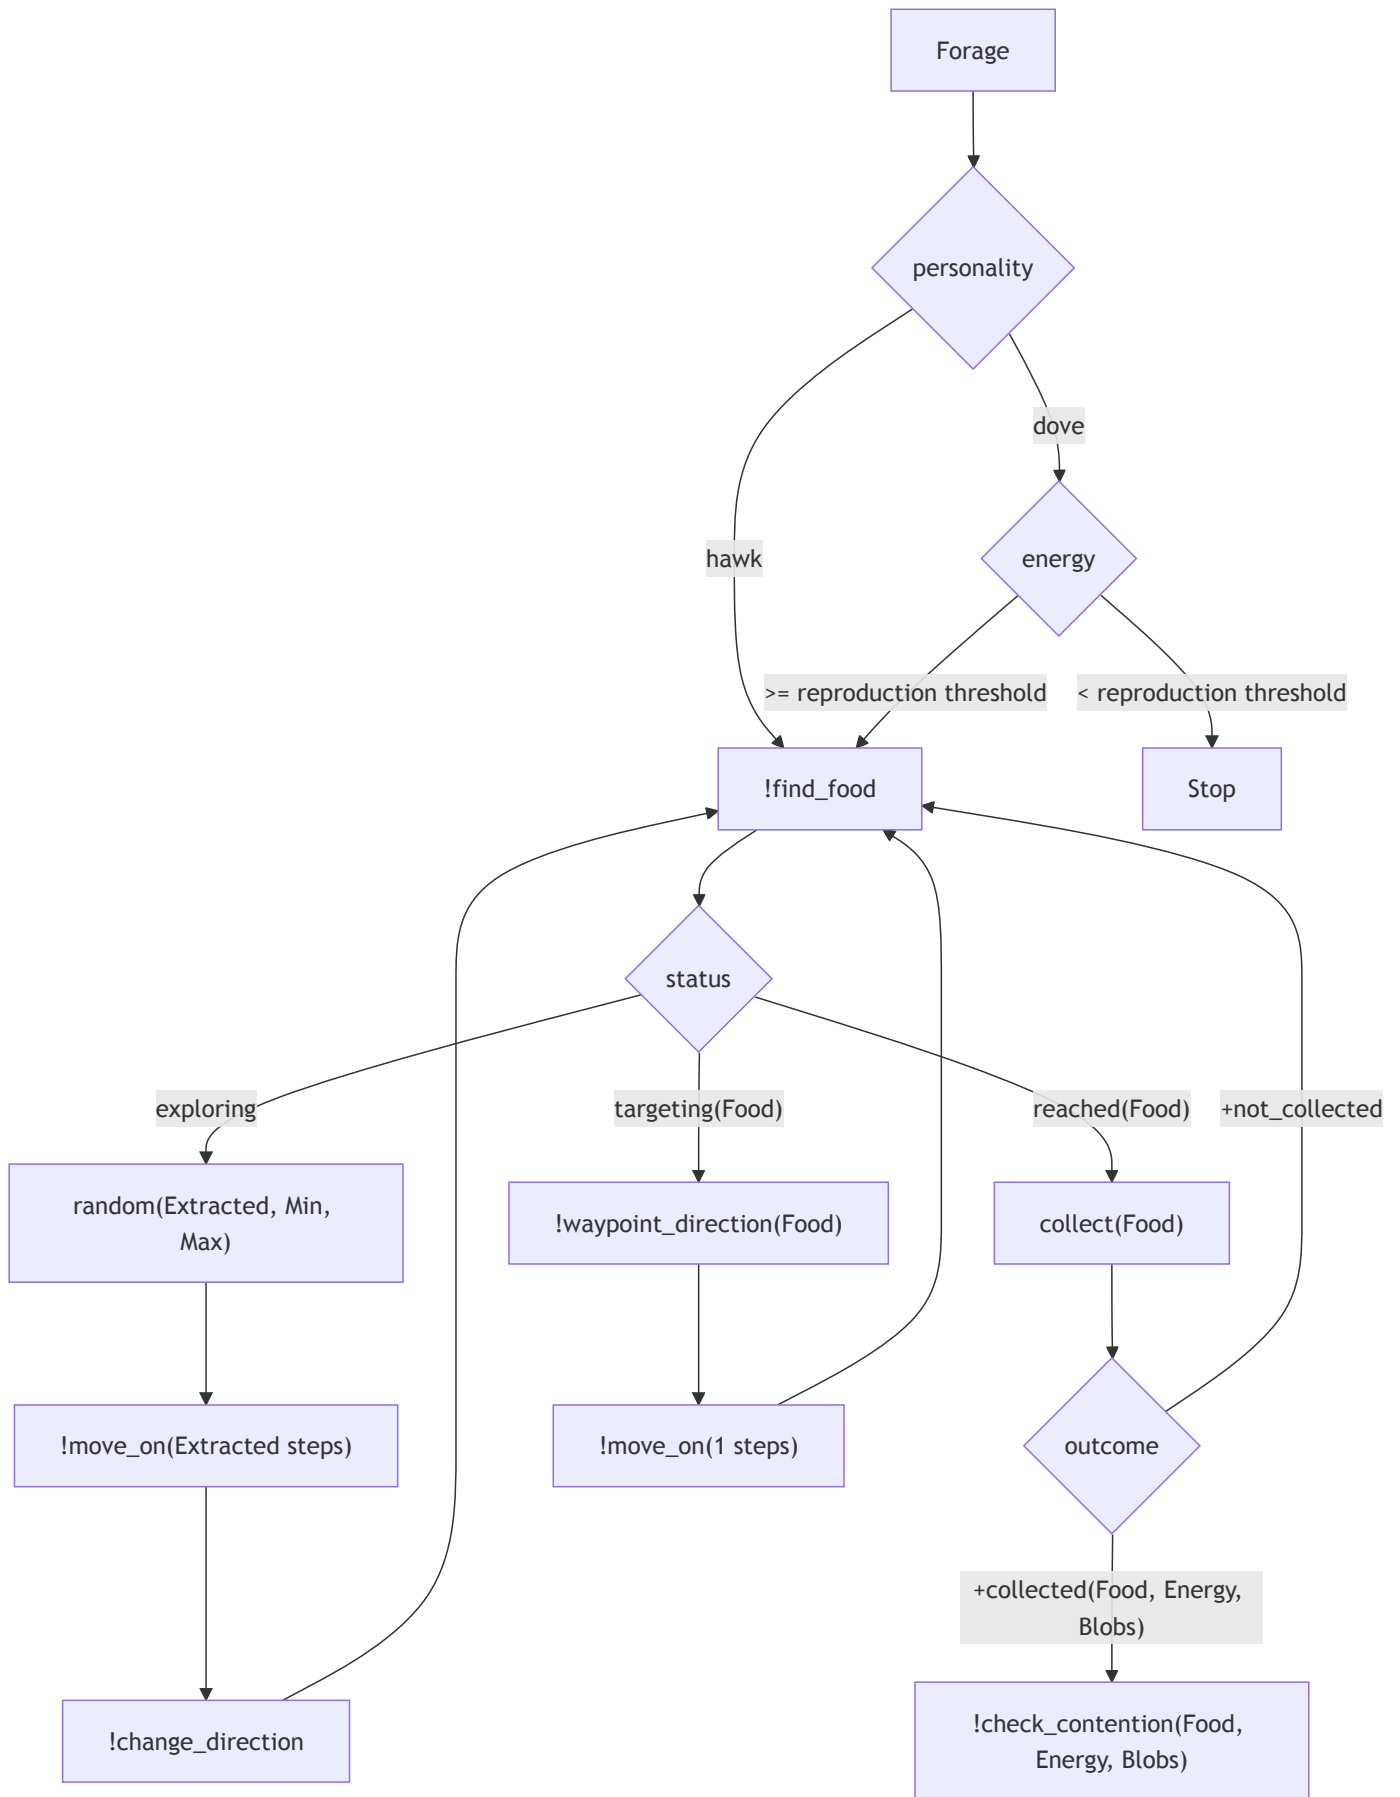 Forage
personality
dove
hawk
energy
>= reproduction threshold
< reproduction threshold
!find_food
Stop
status
exploring
targeting(Food)
reached(Food)
+not_collected
random(Extracted, Min,
Max)
!waypoint_direction(Food)
collect(Food)
!move_on(Extracted steps)
!move_on(1 steps)
outcome
+collected(Food, Energy,
Blobs)
!change_direction
!check_contention(Food,
Energy, Blobs)